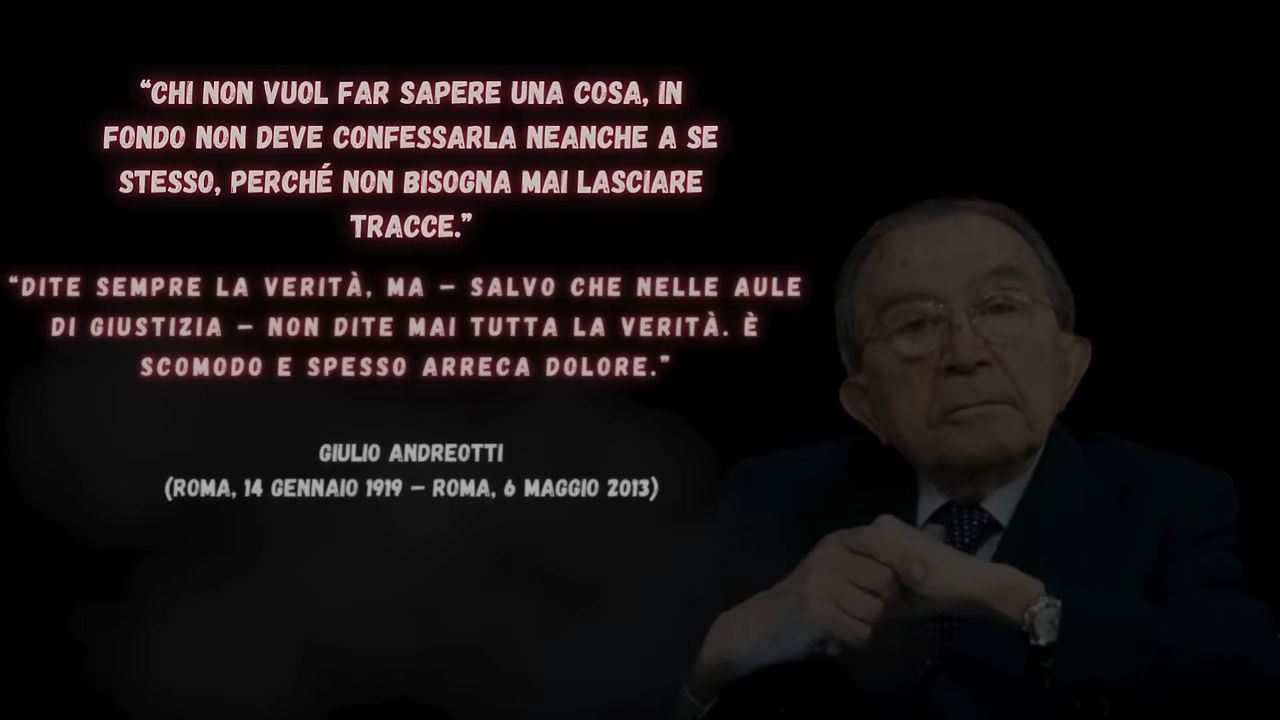 “CHI NON VUOL FAR SAPERE UNA COSA, IN
FONDO NON DEVE CONFESSARLA NEANCHE A SE
STESSO, PERCHÉ NON BISOGNA MAI LASCIARE
TRACCE.”
“DITE SEMPRE LA VERITÀ, MA – SALVO CHE NELLE AULE
DI GIUSTIZIA – NON DITE MAI TUTTA LA VERITÀ. È
SCOMODO E SPESSO ARRECA DOLORE.”
GIULIO ANDREOTTI
(ROMA, 14 GENNAIO 1919 – ROMA, 6 MAGGIO 2013)